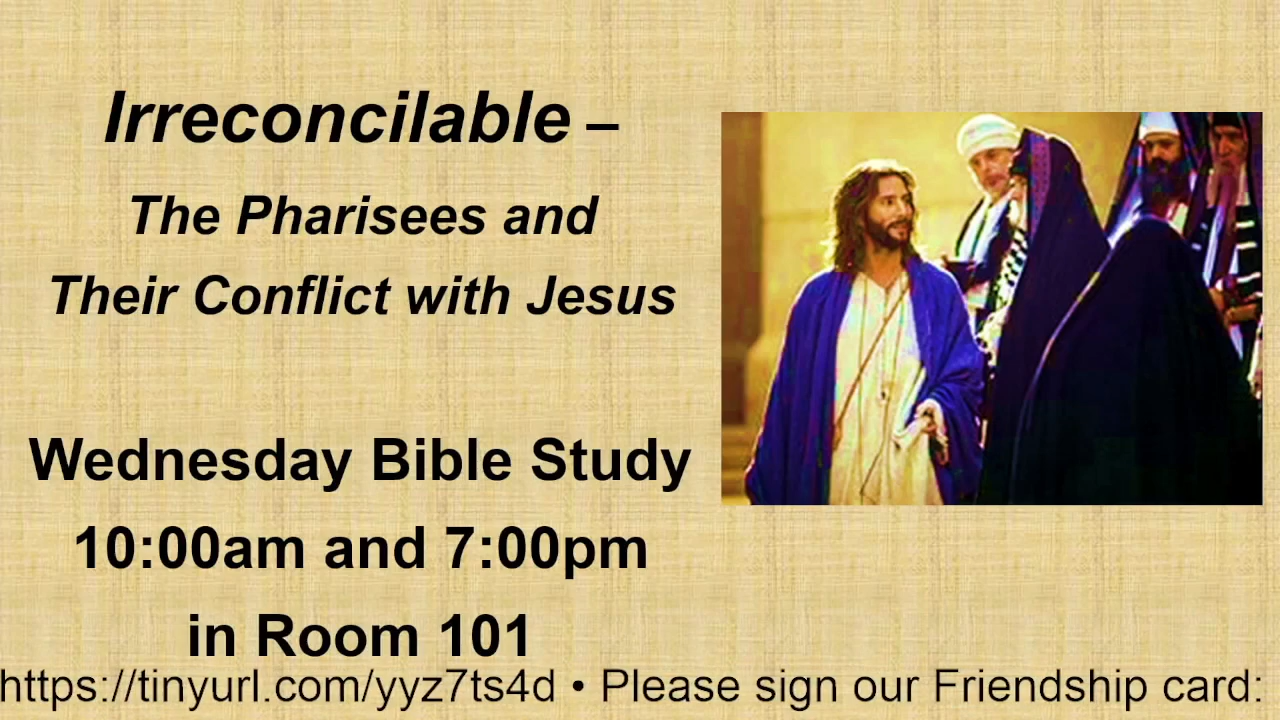 Irreconcilable –
The Pharisees and
Their Conflict with Jesus
Wednesday Bible Study
10:00am and 7:00pm
in Room 101
https://tinyurl.com/yyz7ts4d • Please sign our Friendship card: